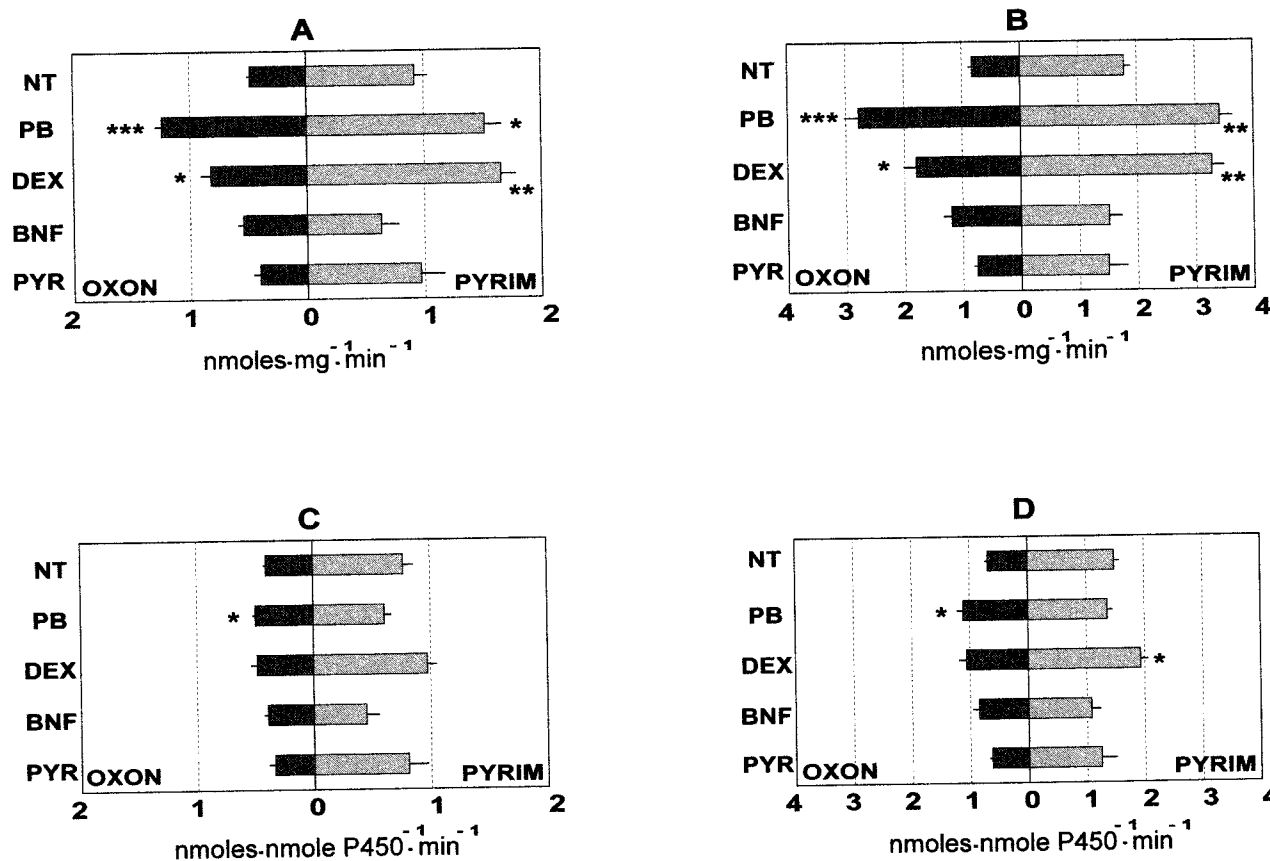 A
NT
PB *** *
DEX * **
BNF
PYR OXON PYRIM
2 1 0 1 2
nmoles·mg⁻¹·min⁻¹
B
NT
PB *** **
DEX * **
BNF
PYR OXON PYRIM
4 3 2 1 0 1 2 3 4
nmoles·mg⁻¹·min⁻¹
C
NT
PB *
DEX
BNF
PYR OXON PYRIM
2 1 0 1 2
nmoles·nmole P450⁻¹·min⁻¹
D
NT
PB *
DEX *
BNF
PYR OXON PYRIM
4 3 2 1 0 1 2 3 4
nmoles·nmole P450⁻¹·min⁻¹